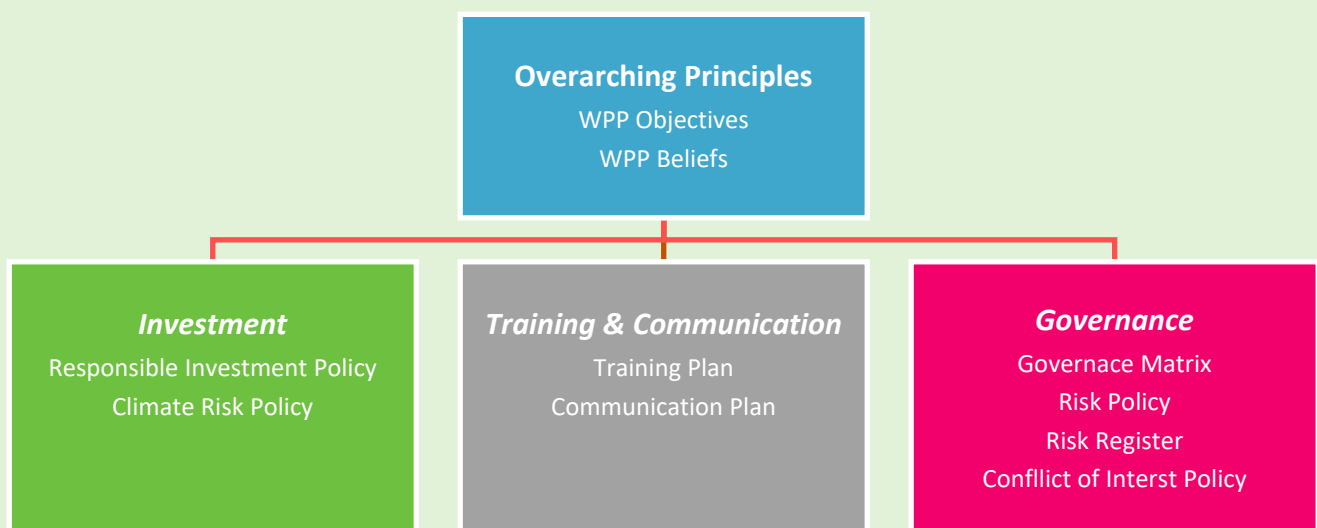 Overarching Principles
WPP Objectives
WPP Beliefs
Investment
Responsible Investment Policy
Climate Risk Policy
Training & Communication
Training Plan
Communication Plan
Governance
Governace Matrix
Risk Policy
Risk Register
Confllict of Interst Policy